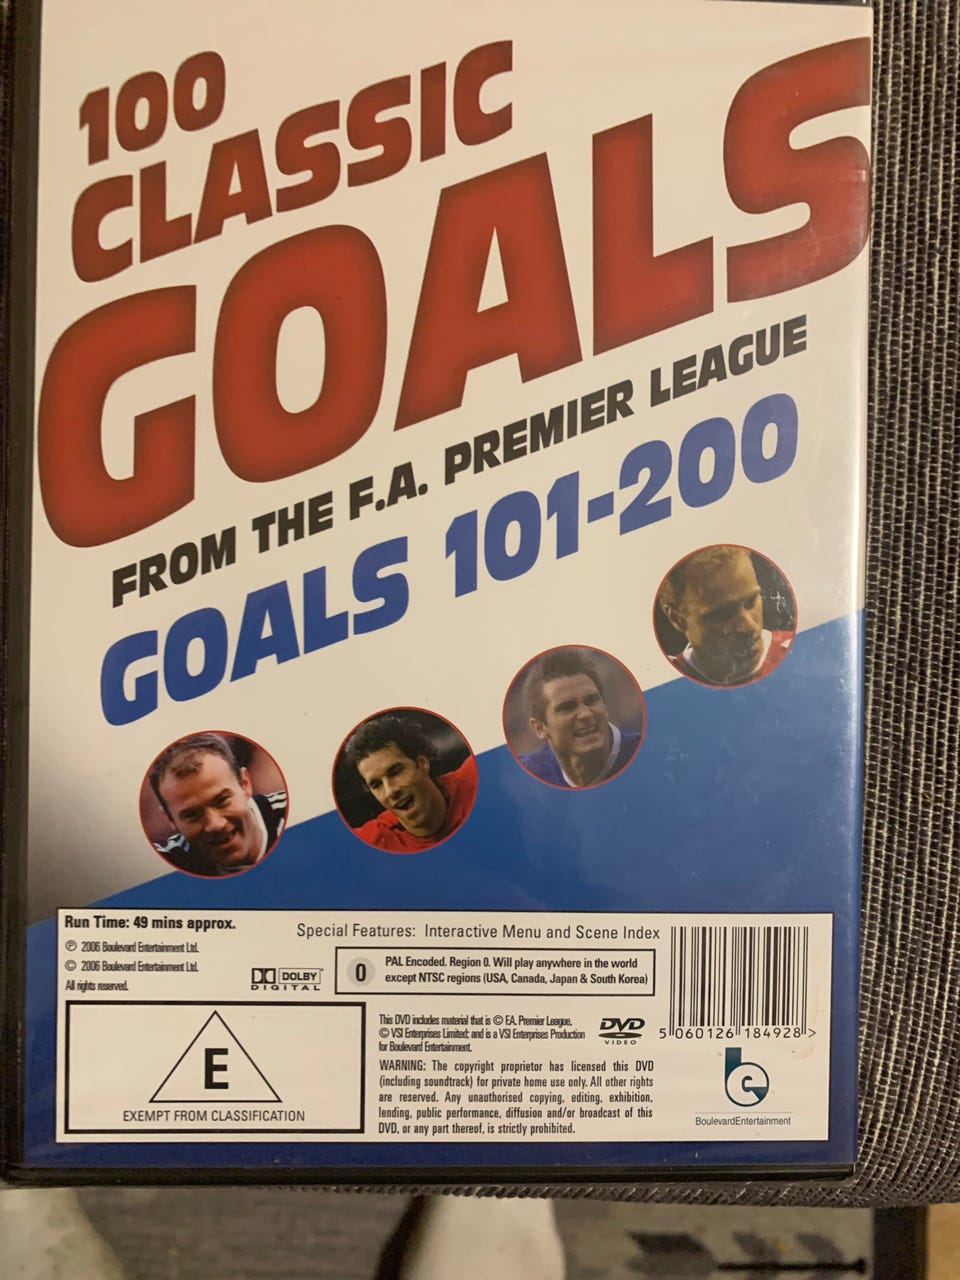 100
CLASSIC
GOALS
FROM THE F.A. PREMIER LEAGUE
GOALS 101-200
Run Time: 49 mins approx.
℗ 2006 Boulevard Entertainment Ltd.
© 2006 Boulevard Entertainment Ltd.
All rights reserved.
Special Features: Interactive Menu and Scene Index
DOLBY
DIGITAL
0
PAL Encoded. Region 0. Will play anywhere in the world
except NTSC regions (USA, Canada, Japan & South Korea)
E
EXEMPT FROM CLASSIFICATION
This DVD includes material that is © F.A. Premier League,
© VSI Enterprises Limited; and is a VSI Enterprises Production
for Boulevard Entertainment.
WARNING: The copyright proprietor has licensed this DVD
(including soundtrack) for private home use only. All other rights
are reserved. Any unauthorised copying, editing, exhibition,
lending, public performance, diffusion and/or broadcast of this
DVD, or any part thereof, is strictly prohibited.
DVD
VIDEO
5 060126 184928 >
be
BoulevardEntertainment